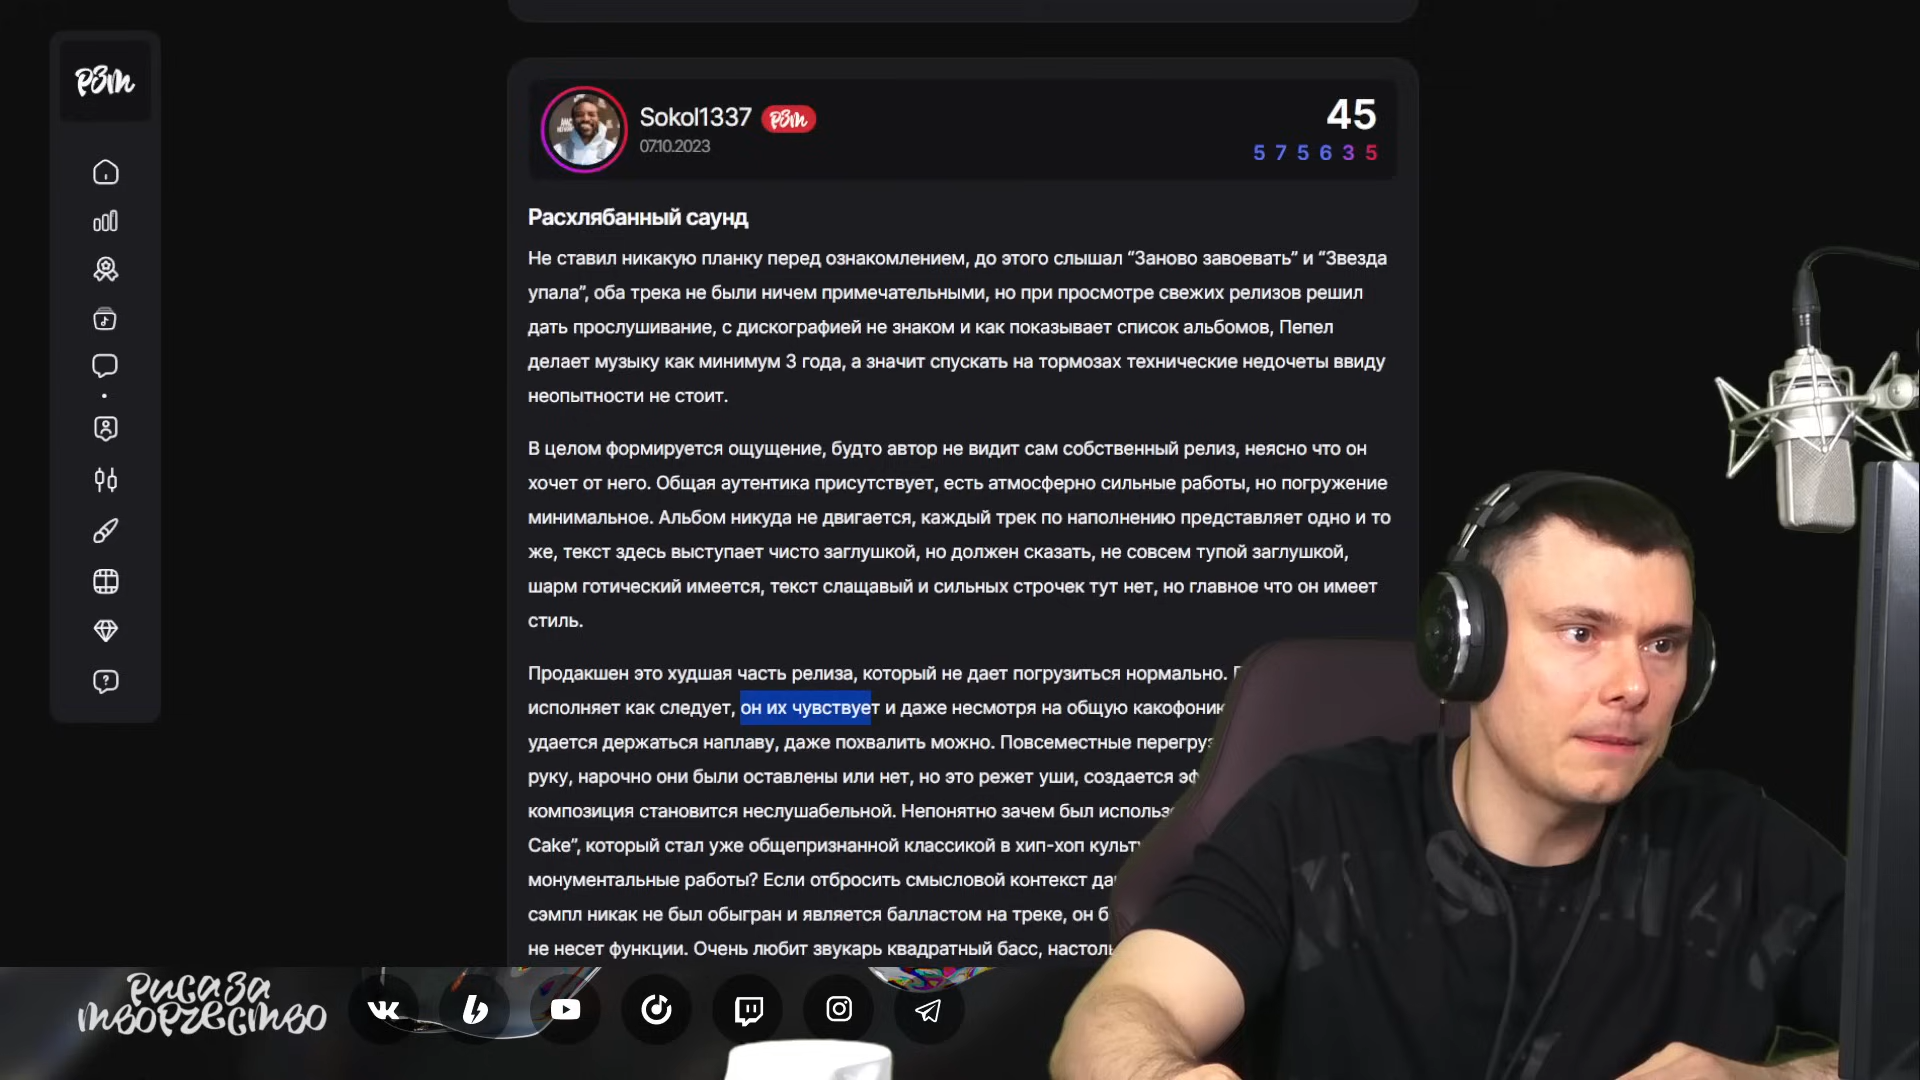 РЗТ
Sokol1337 РЗТ
07.10.2023
45
5 7 5 6 3 5
Расхлябанный саунд
Не ставил никакую планку перед ознакомлением, до этого слышал “Заново завоевать” и “Звезда
упала”, оба трека не были ничем примечательными, но при просмотре свежих релизов решил
дать прослушивание, с дискографией не знаком и как показывает список альбомов, Пепел
делает музыку как минимум 3 года, а значит спускать на тормозах технические недочеты ввиду
неопытности не стоит.
В целом формируется ощущение, будто автор не видит сам собственный релиз, неясно что он
хочет от него. Общая аутентика присутствует, есть атмосферно сильные работы, но погружение
минимальное. Альбом никуда не двигается, каждый трек по наполнению представляет одно и то
же, текст здесь выступает чисто заглушкой, но должен сказать, не совсем тупой заглушкой,
шарм готический имеется, текст слащавый и сильных строчек тут нет, но главное что он имеет
стиль.
Продакшен это худшая часть релиза, который не дает погрузиться нормально.
исполняет как следует, он их чувствует и даже несмотря на общую
удается держаться наплаву, даже похвалить можно. Повсеместные
руку, нарочно они были оставлены или нет, но это режет уши, создается
композиция становится неслушабельной. Непонятно зачем был
Cake”, который стал уже общепризнанной классикой в хип-хоп
монументальные работы? Если отбросить смысловой контекст
сэмпл никак не был обыгран и является балластом на треке, он
не несет функции. Очень любит звукарь квадратный басс,
рисаза
творчество